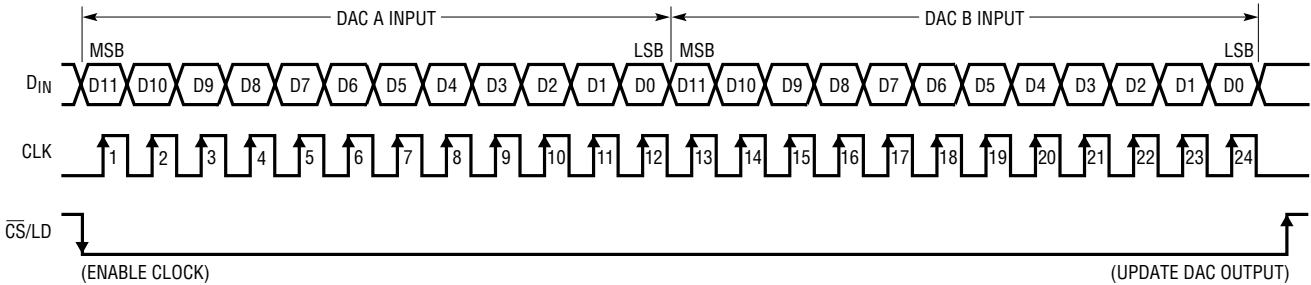 DAC A INPUT DAC B INPUT
MSB LSB MSB LSB
DIN D11 D10 D9 D8 D7 D6 D5 D4 D3 D2 D1 D0 D11 D10 D9 D8 D7 D6 D5 D4 D3 D2 D1 D0
CLK 1 2 3 4 5 6 7 8 9 10 11 12 13 14 15 16 17 18 19 20 21 22 23 24
C̅S̅/LD
(ENABLE CLOCK) (UPDATE DAC OUTPUT)